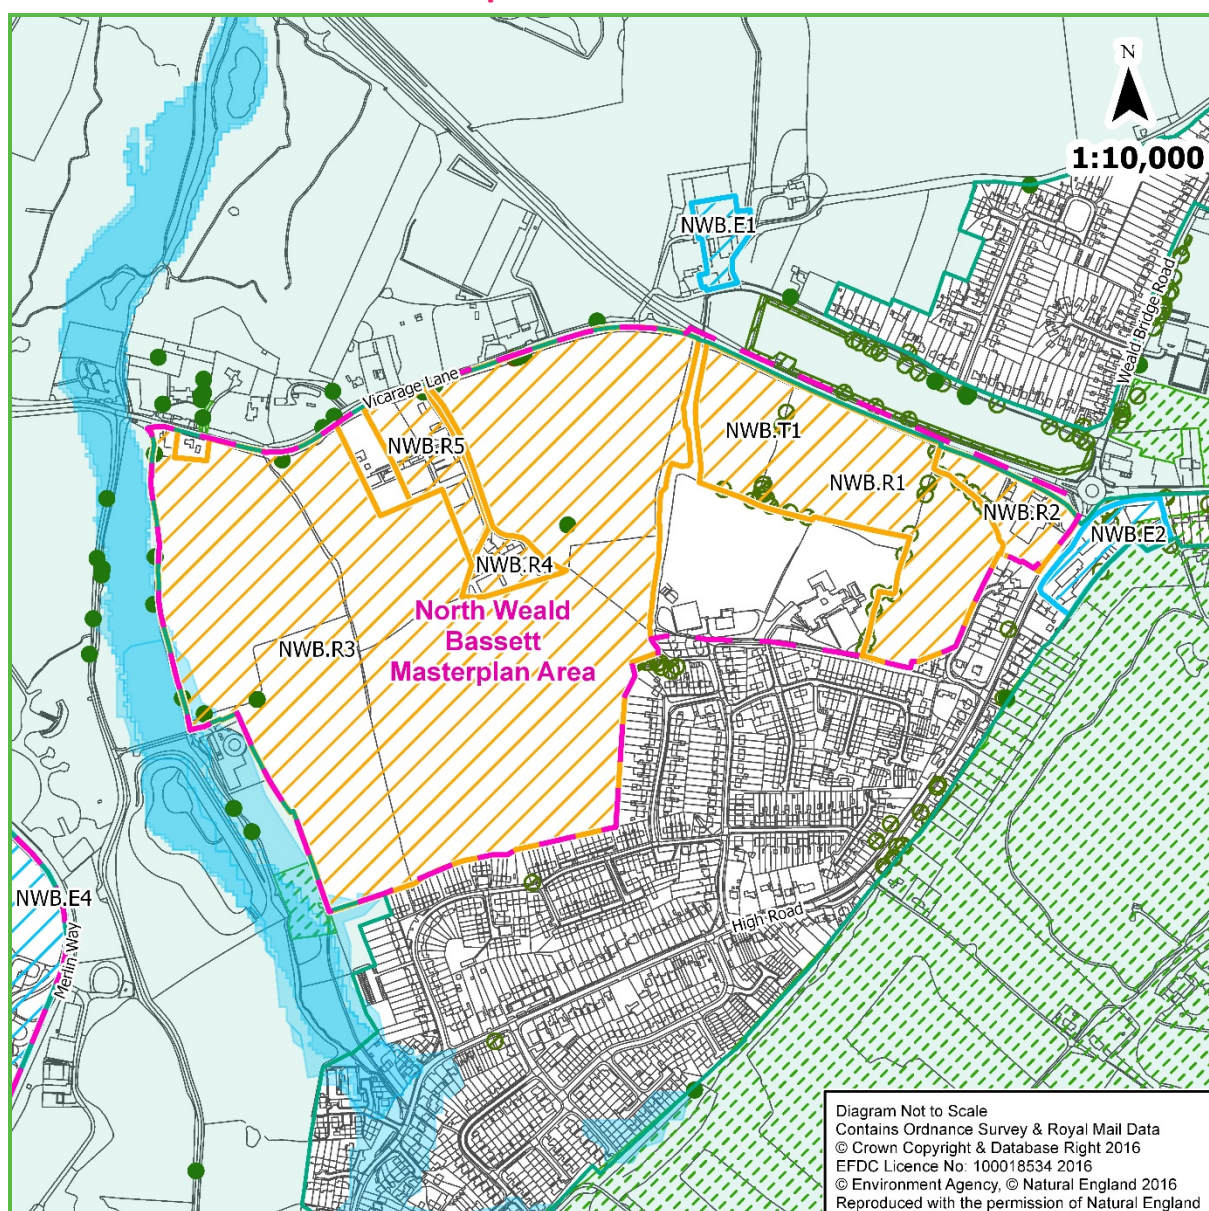 N
1:10,000
NWB.E1
Weald Bridge Road
Vicarage Lane
NWB.R5
NWB.T1
NWB.R1
NWB.R2
NWB.E2
NWB.R4
North Weald
Bassett
Masterplan Area
NWB.R3
NWB.E4
Merlin Way
High Road
Diagram Not to Scale
Contains Ordnance Survey & Royal Mail Data
© Crown Copyright & Database Right 2016
EFDC Licence No: 100018534 2016
© Environment Agency, © Natural England 2016
Reproduced with the permission of Natural England